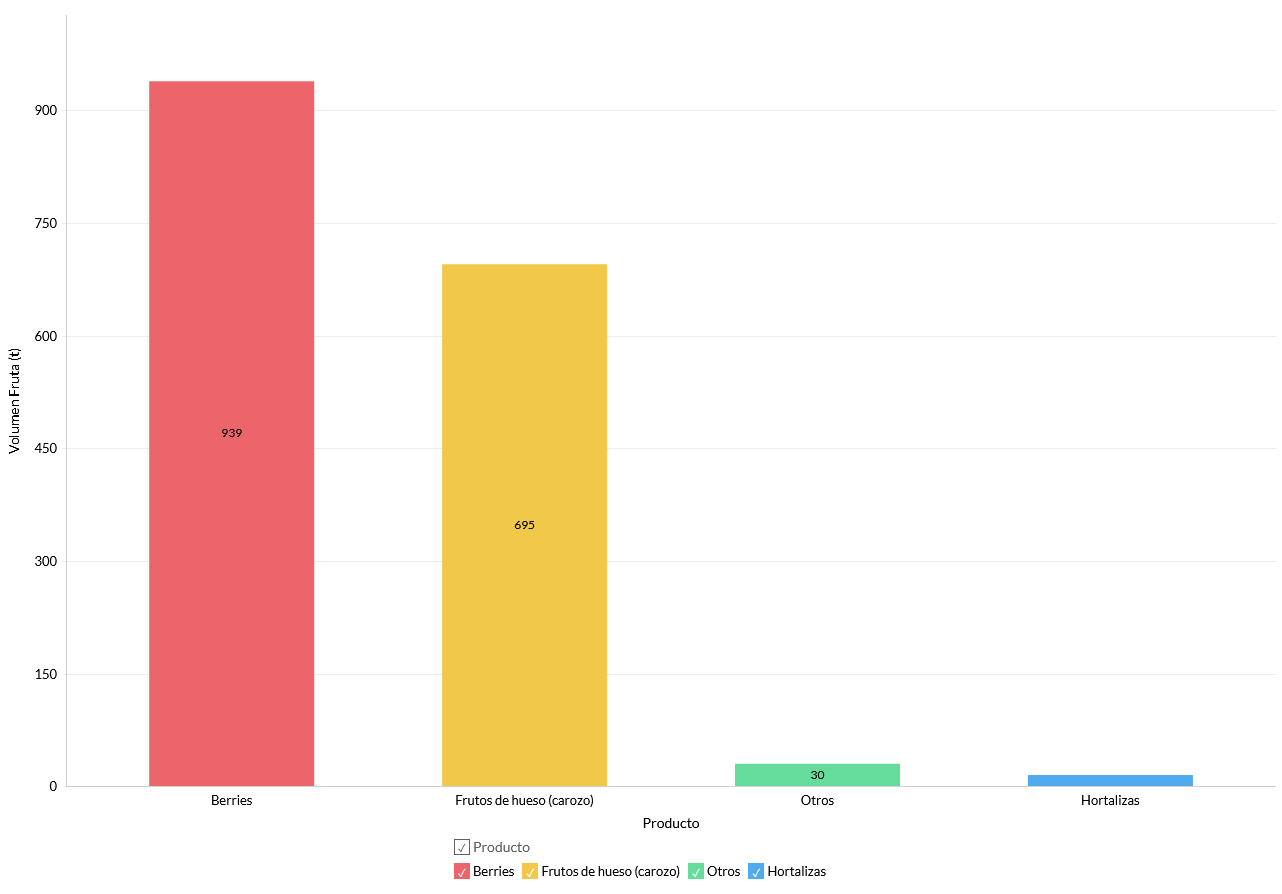 900
750
600
450
300
150
0
Volumen Fruta (t)
939
695
30
Berries
Frutos de hueso (carozo)
Otros
Hortalizas
Producto
Producto
Berries Frutos de hueso (carozo) Otros Hortalizas